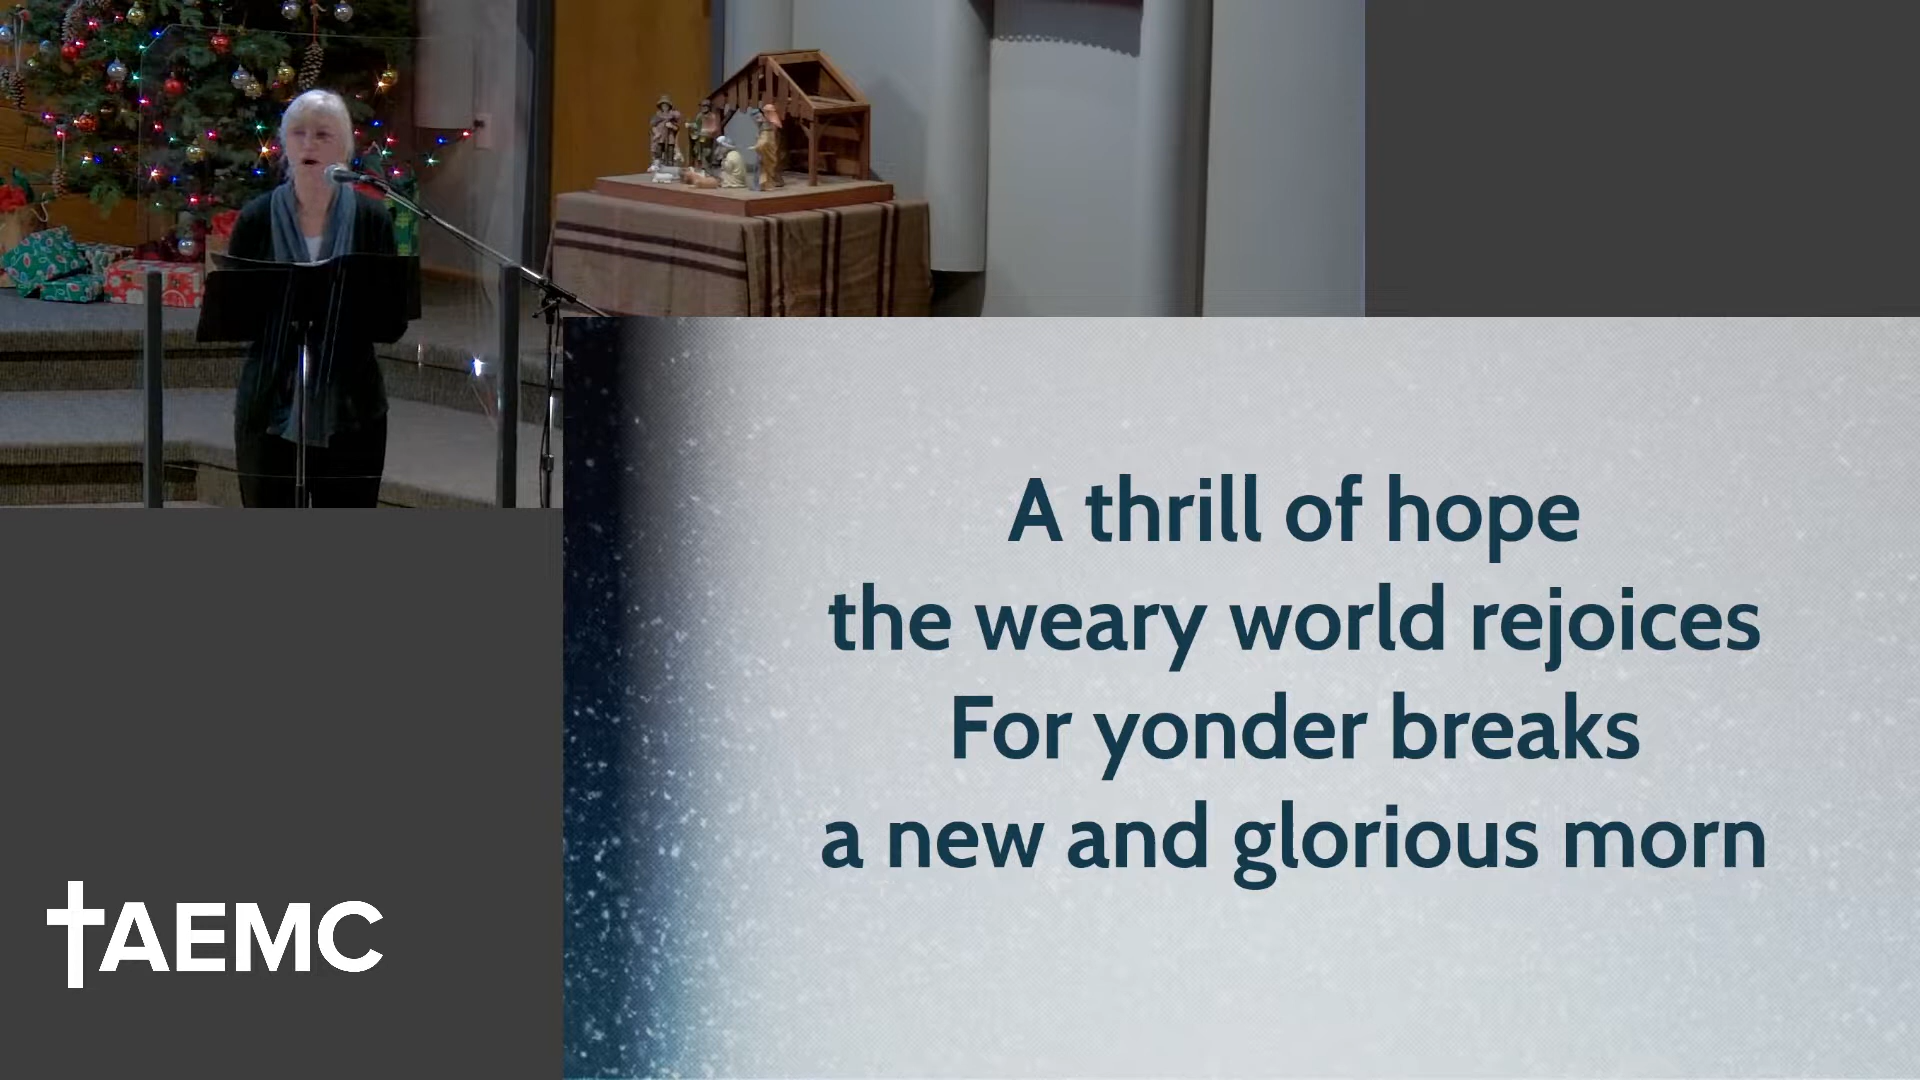 A thrill of hope
the weary world rejoices
For yonder breaks
a new and glorious morn
AEMC